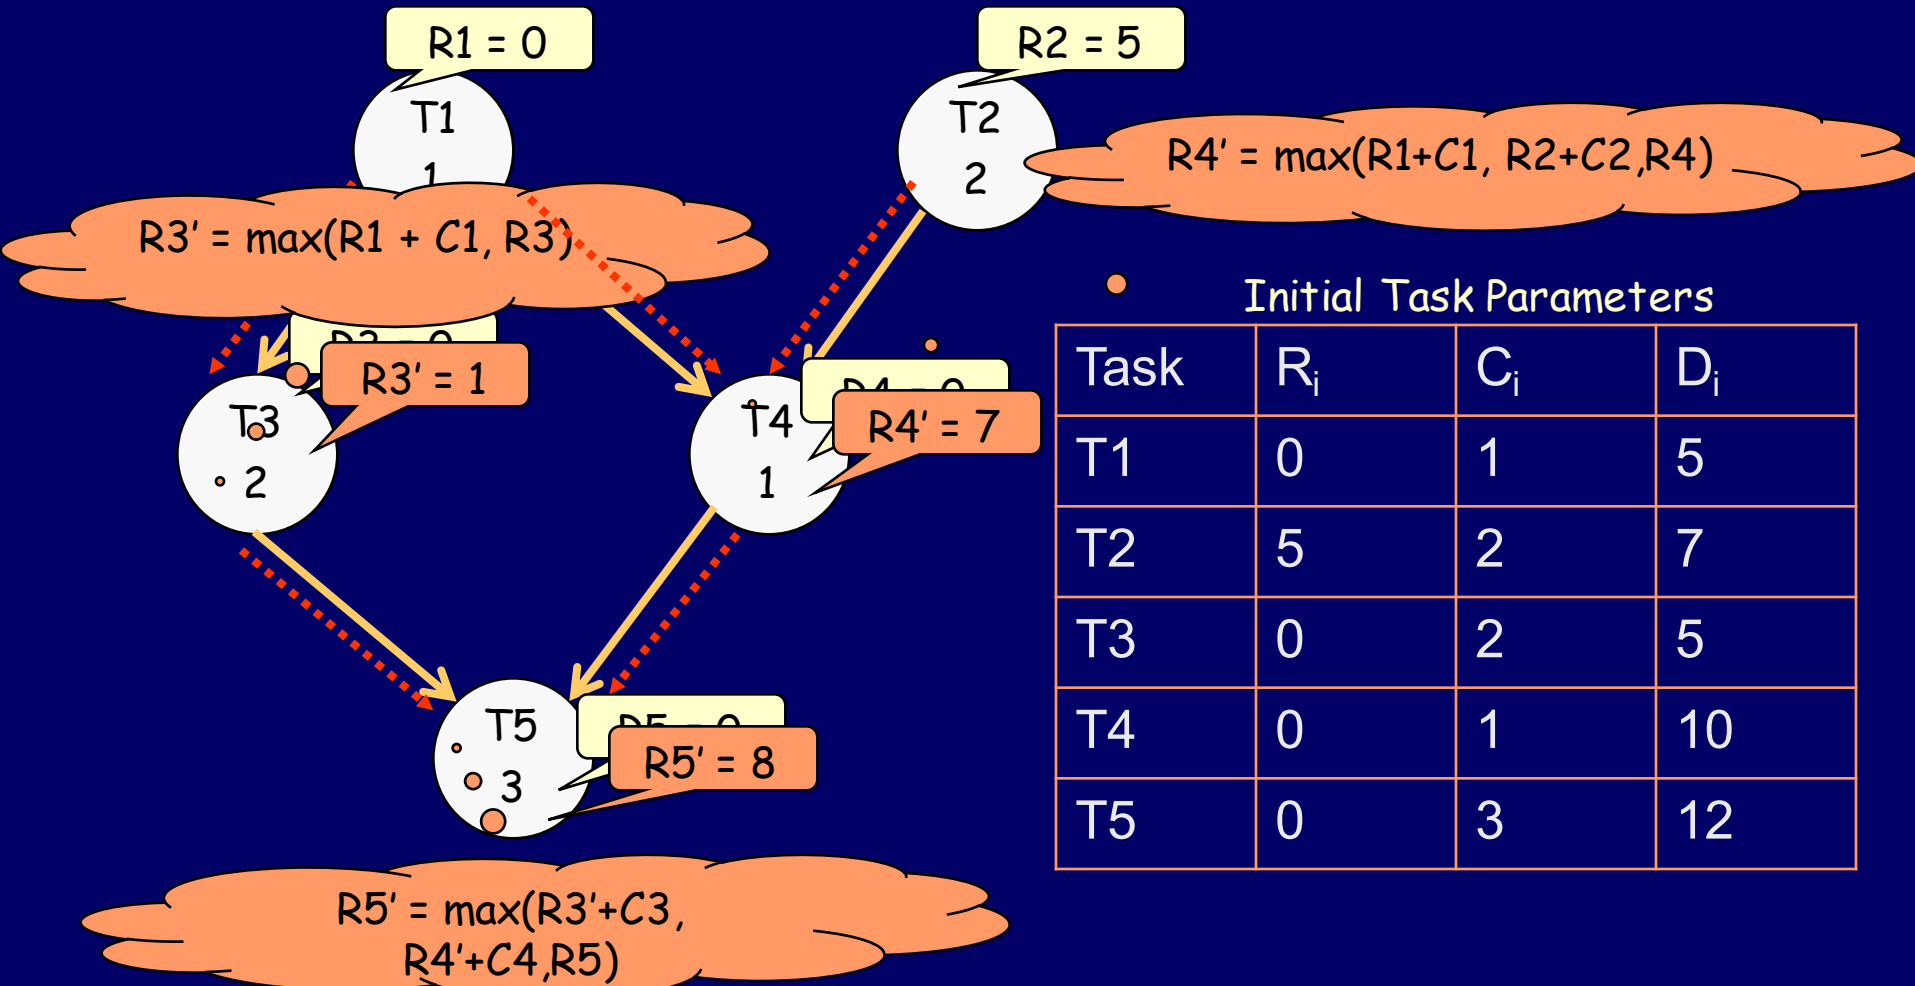 R1 = 0
R2 = 5
T1
1
T2
2
R4' = max(R1+C1, R2+C2,R4)
R3' = max(R1 + C1, R3)
Initial Task Parameters
R3' = 1
T3
2
T4
1
R4' = 7
Task Ri Ci Di
T1 0 1 5
T2 5 2 7
T3 0 2 5
T4 0 1 10
T5 0 3 12
T5
3
R5' = 8
R5' = max(R3'+C3,
R4'+C4,R5)